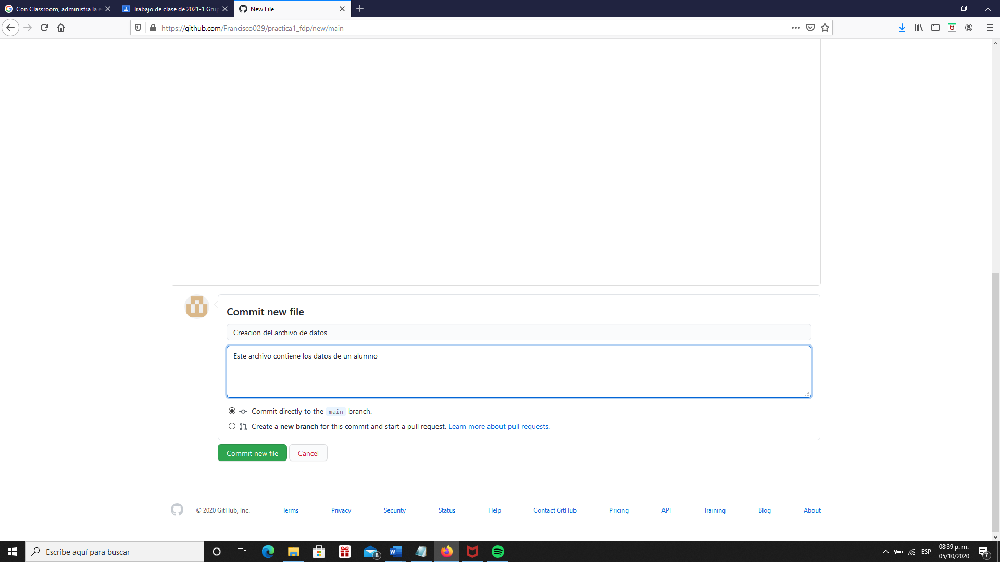 Con Classroom, administra la e
Trabajo de clase de 2021-1 Grup
New File
https://github.com/Francisco029/practica1_fdp/new/main
Commit new file
Creacion del archivo de datos
Este archivo contiene los datos de un alumno
Commit directly to the main branch.
Create a new branch for this commit and start a pull request. Learn more about pull requests.
Commit new file Cancel
© 2020 GitHub, Inc. Terms Privacy Security Status Help Contact GitHub Pricing API Training Blog About
Escribe aquí para buscar
8
ESP
08:39 p. m.
05/10/2020
7